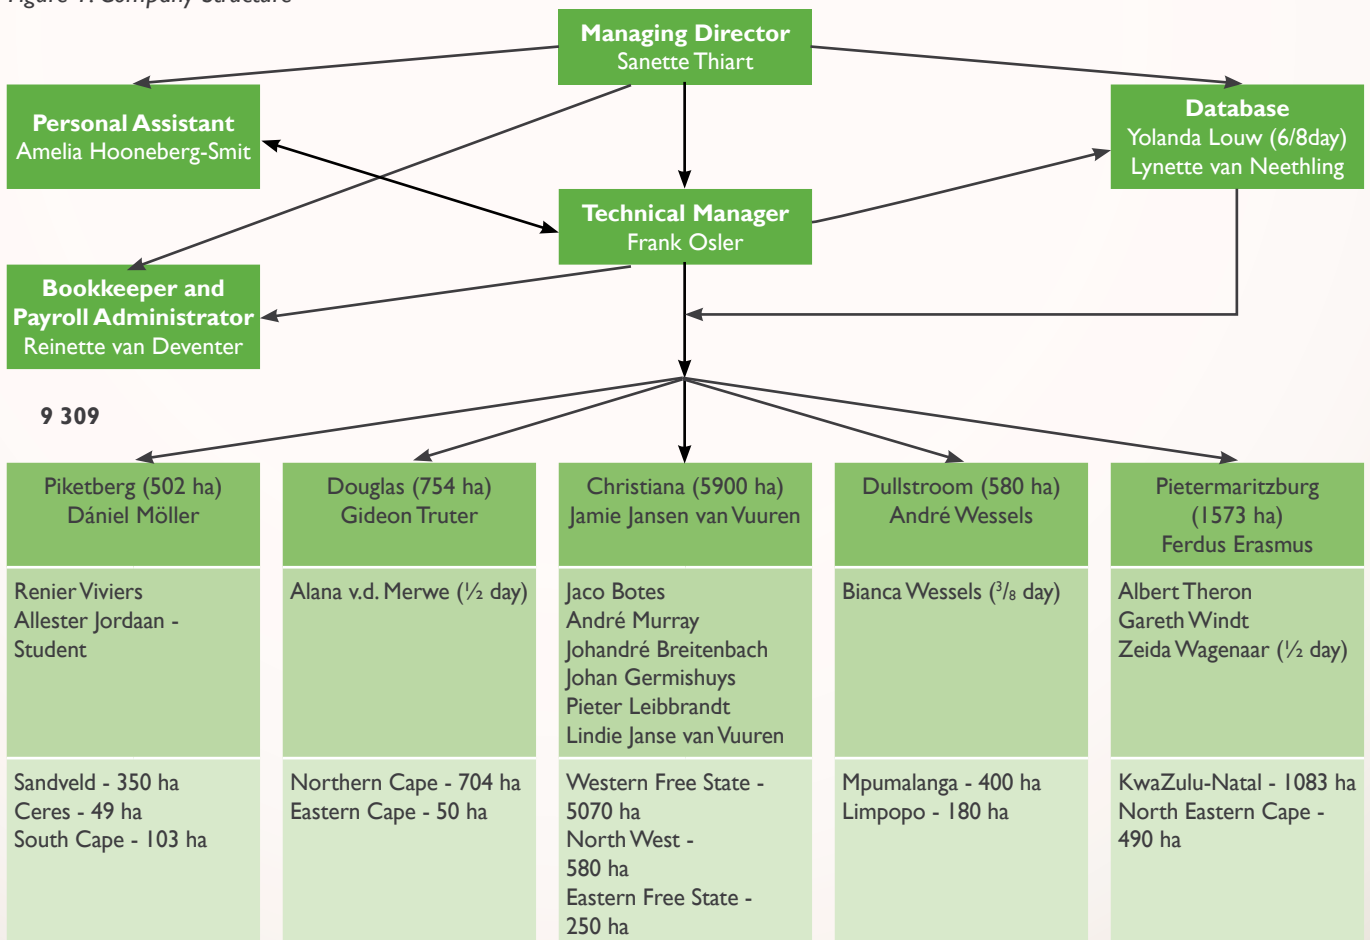 Figure 1: Company Structure
Managing Director
Sanette Thiart
Personal Assistant
Amelia Hooneberg-Smit
Database
Yolanda Louw (6/8day)
Lynette van Neethling
Technical Manager
Frank Osler
Bookkeeper and
Payroll Administrator
Reinette van Deventer
9 309
Piketberg (502 ha)
Dániel Möller
Renier Viviers
Allester Jordaan -
Student
Sandveld - 350 ha
Ceres - 49 ha
South Cape - 103 ha
Douglas (754 ha)
Gideon Truter
Alana v.d. Merwe (½ day)
Northern Cape - 704 ha
Eastern Cape - 50 ha
Christiana (5900 ha)
Jamie Jansen van Vuuren
Jaco Botes
André Murray
Johandré Breitenbach
Johan Germishuys
Pieter Leibbrandt
Lindie Janse van Vuuren
Western Free State -
5070 ha
North West -
580 ha
Eastern Free State -
250 ha
Dullstroom (580 ha)
André Wessels
Bianca Wessels (³/₈ day)
Mpumalanga - 400 ha
Limpopo - 180 ha
Pietermaritzburg
(1573 ha)
Ferdus Erasmus
Albert Theron
Gareth Windt
Zeida Wagenaar (½ day)
KwaZulu-Natal - 1083 ha
North Eastern Cape -
490 ha